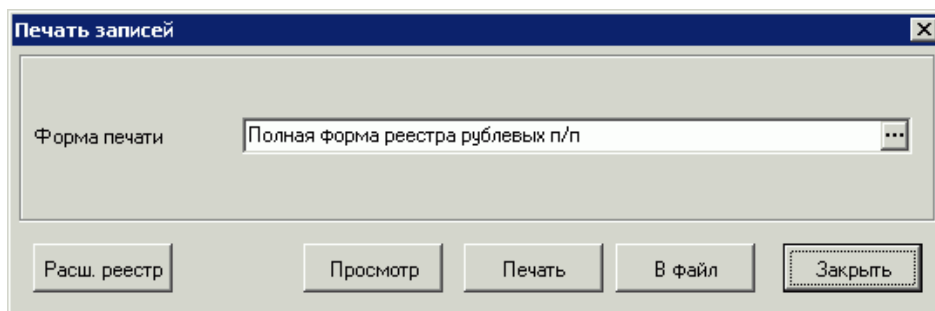 Печать записей
Форма печати Полная форма реестра рублевых п/п ...
Расш. реестр Просмотр Печать В файл Закрыть